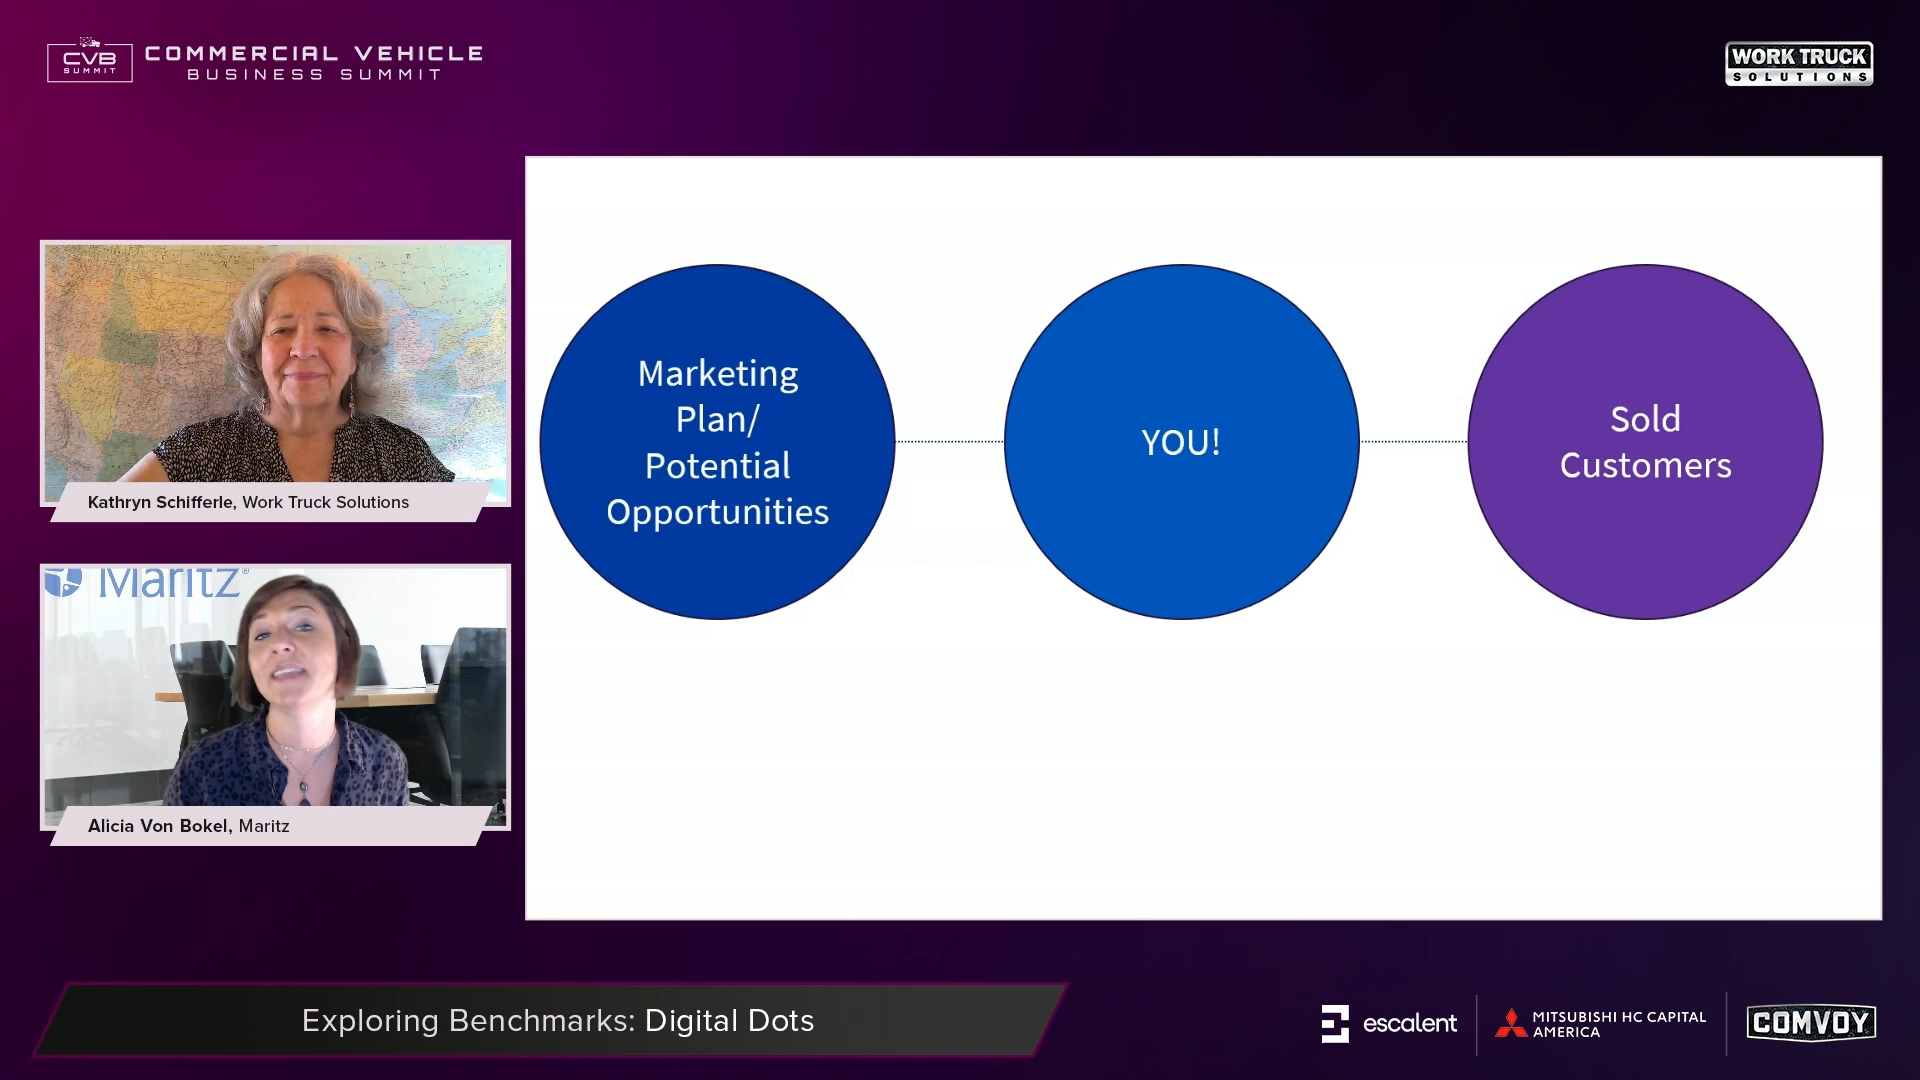 CVB
SUMMIT
COMMERCIAL VEHICLE
BUSINESS SUMMIT
WORK TRUCK
SOLUTIONS
Kathryn Schifferle, Work Truck Solutions
Maritz®
Alicia Von Bokel, Maritz
Marketing
Plan/
Potential
Opportunities
YOU!
Sold
Customers
Exploring Benchmarks: Digital Dots
escalent
MITSUBISHI HC CAPITAL
AMERICA
COMVOY